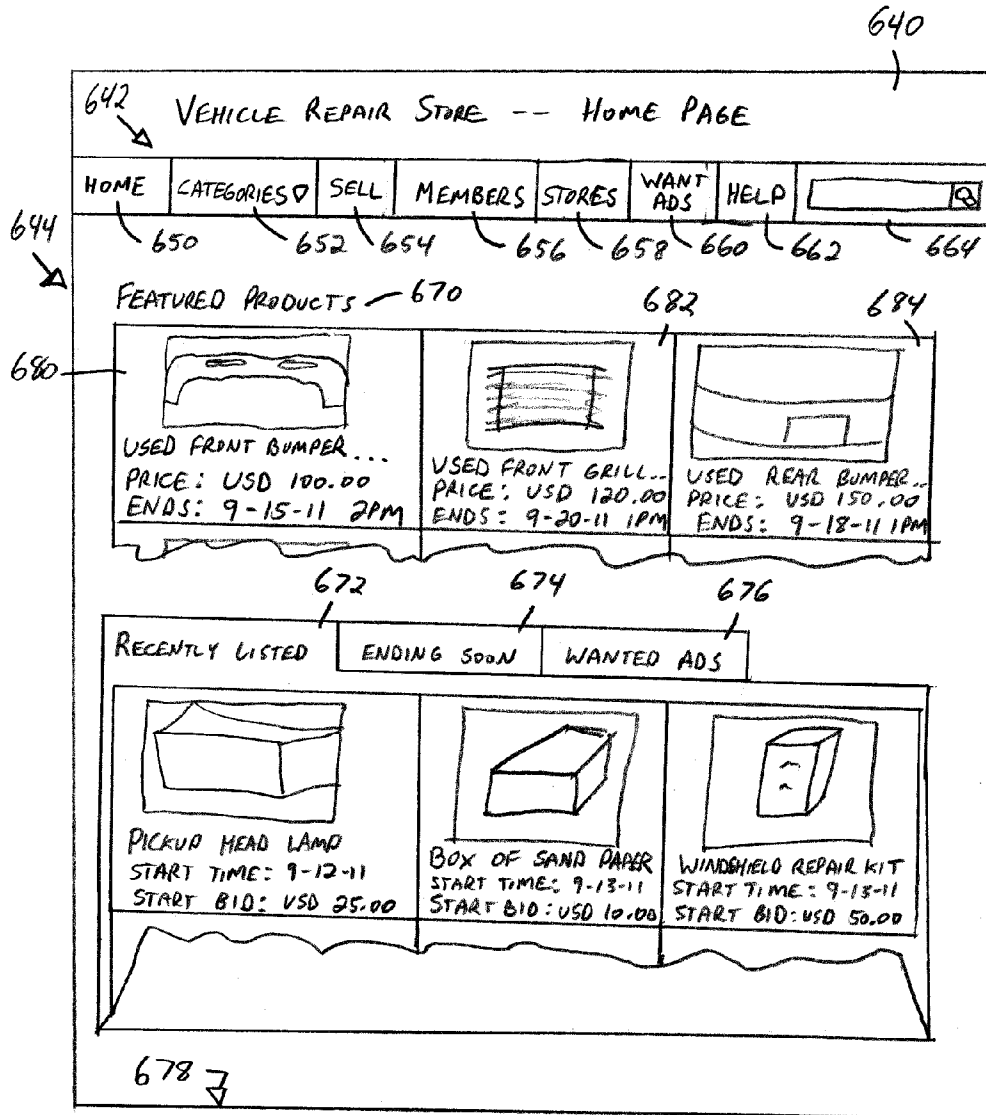 640
642
VEHICLE REPAIR STORE -- HOME PAGE
HOME
CATEGORIES
SELL
MEMBERS
STORES
WANT
ADS
HELP
644
650
652
654
656
658
660
662
664
FEATURED PRODUCTS
670
682
684
680
USED FRONT BUMPER...
PRICE: USD 100.00
ENDS: 9-15-11 2PM
USED FRONT GRILL..
PRICE: USD 120.00
ENDS: 9-20-11 1PM
USED REAR BUMPER..
PRICE: USD 150.00
ENDS: 9-18-11 1PM
672
674
676
RECENTLY LISTED
ENDING SOON
WANTED ADS
PICKUP HEAD LAMP
START TIME: 9-12-11
START BID: USD 25.00
BOX OF SAND PAPER
START TIME: 9-13-11
START BID: USD 10.00
WINDSHIELD REPAIR KIT
START TIME: 9-13-11
START BID: USD 50.00
678